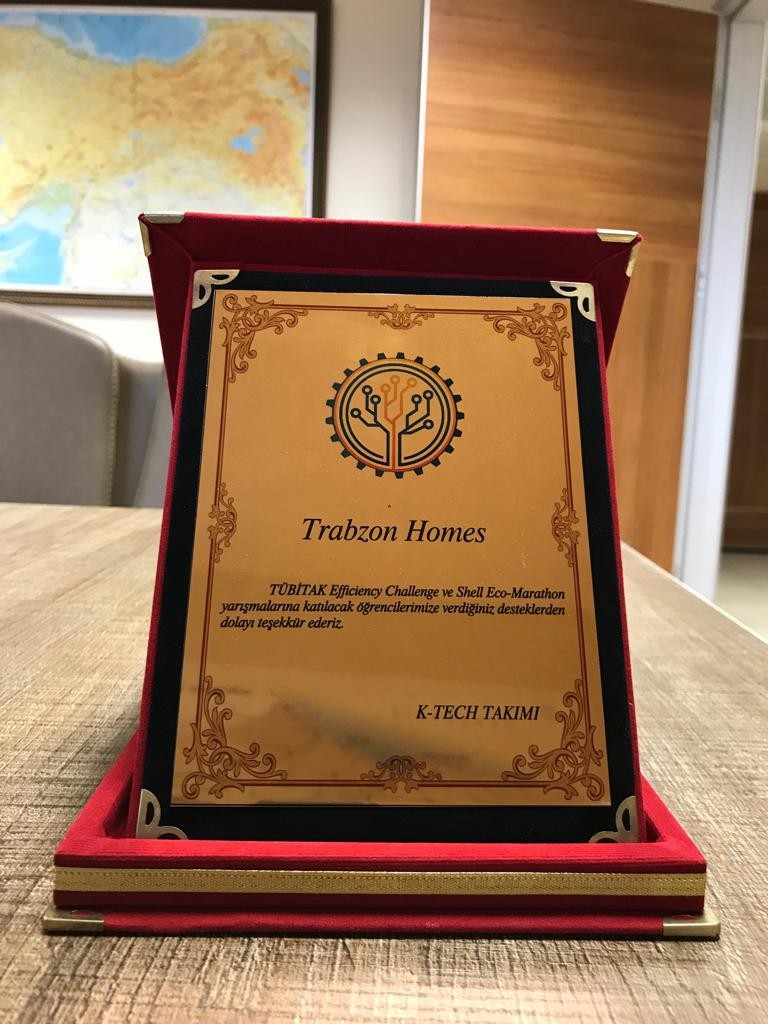 Trabzon Homes
TÜBİTAK Efficiency Challenge ve Shell Eco-Marathon
yarışmalarına katılacak öğrencilerimize verdiğiniz desteklerden
dolayı teşekkür ederiz.
K-TECH TAKIMI